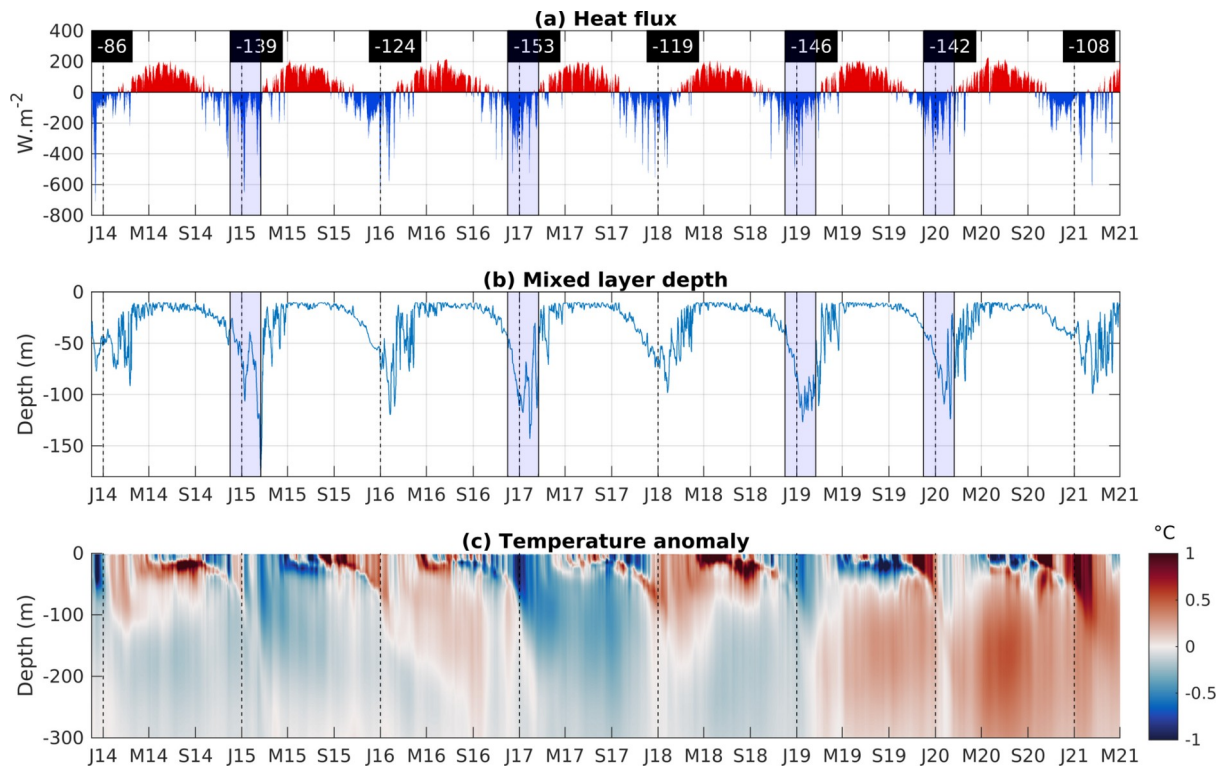 (a) Heat flux
-86 -139 -124 -153 -119 -146 -142 -108
400
200
0
-200
-400
-600
-800
W.m-2
J14 M14 S14 J15 M15 S15 J16 M16 S16 J17 M17 S17 J18 M18 S18 J19 M19 S19 J20 M20 S20 J21 M21
(b) Mixed layer depth
0
-50
-100
-150
Depth (m)
J14 M14 S14 J15 M15 S15 J16 M16 S16 J17 M17 S17 J18 M18 S18 J19 M19 S19 J20 M20 S20 J21 M21
(c) Temperature anomaly
0
-100
-200
-300
Depth (m)
J14 M14 S14 J15 M15 S15 J16 M16 S16 J17 M17 S17 J18 M18 S18 J19 M19 S19 J20 M20 S20 J21 M21
°C
1
0.5
0
-0.5
-1